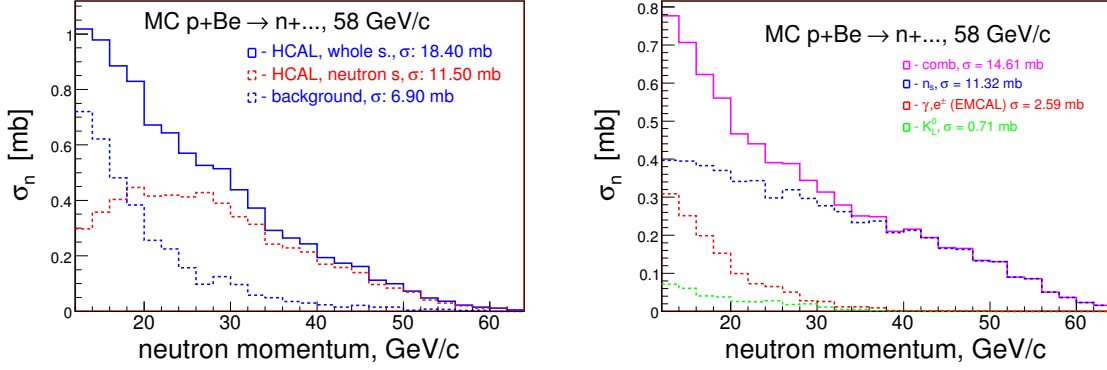 MC p+Be → n+..., 58 GeV/c
- HCAL, whole s., σ: 18.40 mb
- HCAL, neutron s, σ: 11.50 mb
- background, σ: 6.90 mb
σn [mb]
1
0.8
0.6
0.4
0.2
0
20 30 40 50 60
neutron momentum, GeV/c
MC p+Be → n+..., 58 GeV/c
- comb, σ = 14.61 mb
- ns, σ = 11.32 mb
- γ,e± (EMCAL) σ = 2.59 mb
- K⁰L, σ = 0.71 mb
σn [mb]
0.8
0.7
0.6
0.5
0.4
0.3
0.2
0.1
0
20 30 40 50 60
neutron momentum, GeV/c